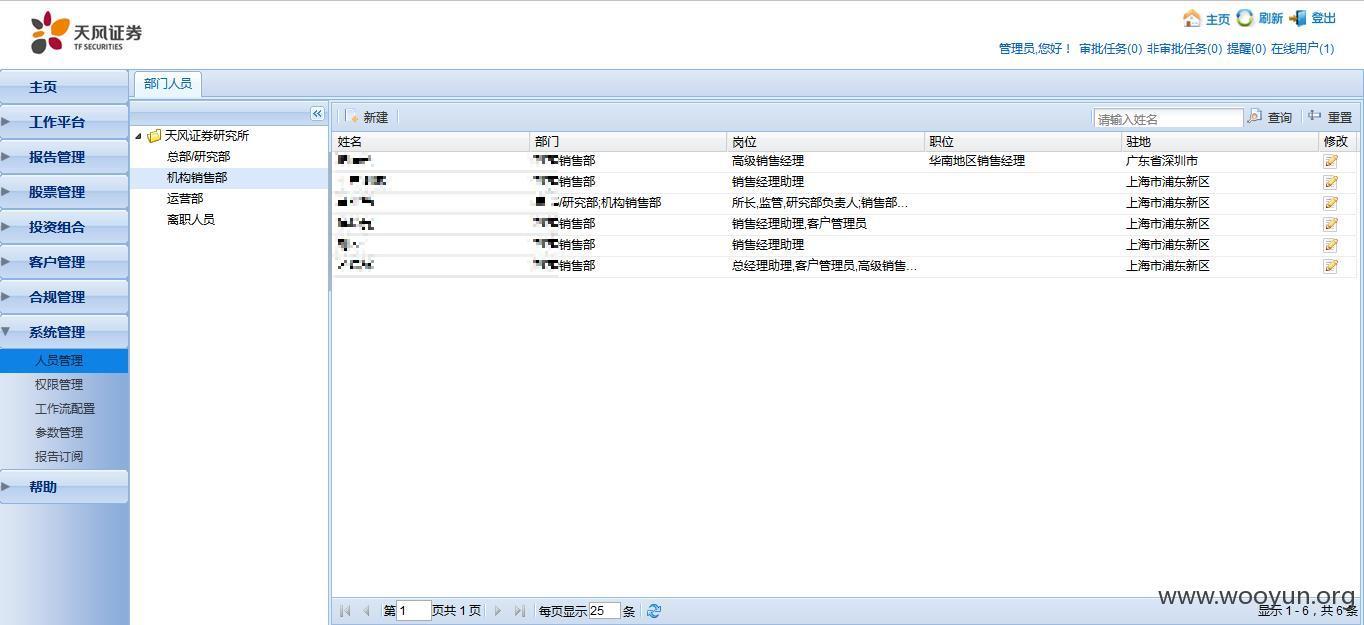 天风证券
TF SECURITIES
主页 刷新 登出
管理员,您好！ 审批任务(0) 非审批任务(0) 提醒(0) 在线用户(1)
主页
工作平台
报告管理
股票管理
投资组合
客户管理
合规管理
系统管理
人员管理
权限管理
工作流配置
参数管理
报告订阅
帮助
部门人员
天风证券研究所
总部/研究部
机构销售部
运营部
离职人员
新建 请输入姓名 查询 重置
姓名 部门 岗位 职位 驻地 修改
销售部 高级销售经理 华南地区销售经理 广东省深圳市
销售部 销售经理助理 上海市浦东新区
/研究部;机构销售部 所长,监管,研究部负责人;销售部... 上海市浦东新区
销售部 销售经理助理,客户管理员 上海市浦东新区
销售部 销售经理助理 上海市浦东新区
销售部 总经理助理,客户管理员,高级销售... 上海市浦东新区
第 1 页共 1 页 每页显示 25 条
www.wooyun.org
显示 1 - 6，共 6 条